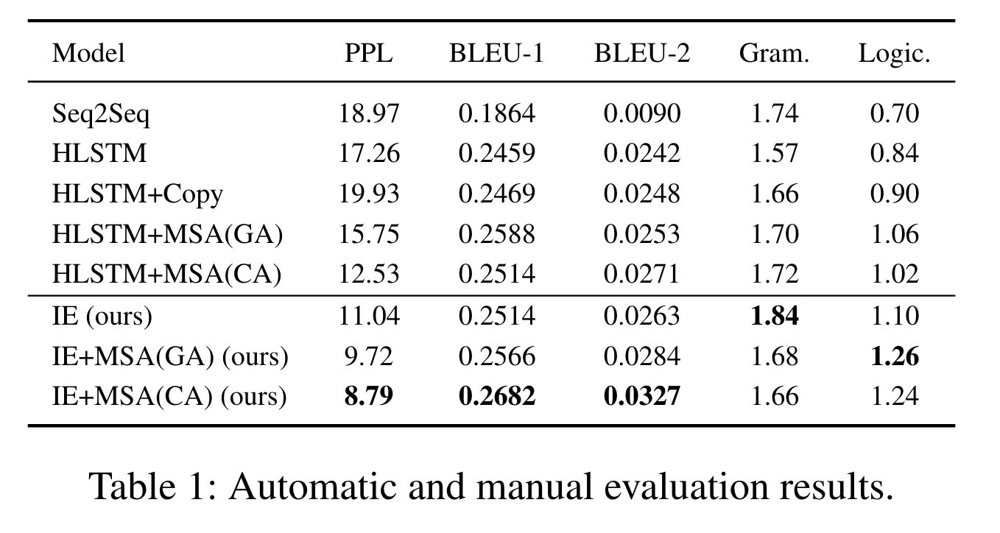 Model PPL BLEU-1 BLEU-2 Gram. Logic.
Seq2Seq 18.97 0.1864 0.0090 1.74 0.70
HLSTM 17.26 0.2459 0.0242 1.57 0.84
HLSTM+Copy 19.93 0.2469 0.0248 1.66 0.90
HLSTM+MSA(GA) 15.75 0.2588 0.0253 1.70 1.06
HLSTM+MSA(CA) 12.53 0.2514 0.0271 1.72 1.02
IE (ours) 11.04 0.2514 0.0263 1.84 1.10
IE+MSA(GA) (ours) 9.72 0.2566 0.0284 1.68 1.26
IE+MSA(CA) (ours) 8.79 0.2682 0.0327 1.66 1.24
Table 1: Automatic and manual evaluation results.